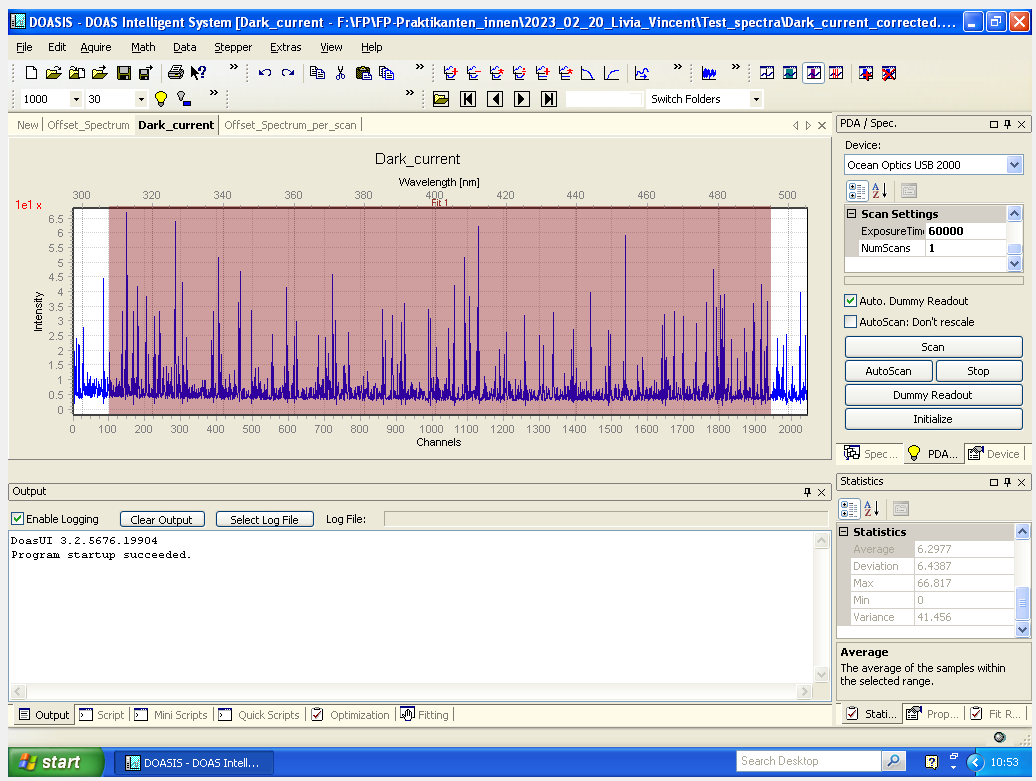 DOASIS - DOAS Intelligent System [Dark_current - F:\FP\FP-Praktikanten_innen\2023_02_20_Livia_Vincent\Test_spectra\Dark_current_corrected....
File Edit Aquire Math Data Stepper Extras View Help
1000 30 Switch Folders
New Offset_Spectrum Dark_current Offset_Spectrum_per_scan
Dark_current
Wavelength [nm]
300 320 340 360 380 400 420 440 460 480 500
1e1 x
Fit 1
6.5
6
5.5
5
4.5
4
3.5
3
2.5
2
1.5
1
0.5
0
Intensity
0 100 200 300 400 500 600 700 800 900 1000 1100 1200 1300 1400 1500 1600 1700 1800 1900 2000
Channels
PDA / Spec.
Device:
Ocean Optics USB 2000
Scan Settings
ExposureTim 60000
NumScans 1
Auto. Dummy Readout
AutoScan: Don't rescale
Scan
AutoScan Stop
Dummy Readout
Initialize
Spec ... PDA... Device
Output
Enable Logging Clear Output Select Log File Log File:
DoasUI 3.2.5676.19904
Program startup succeeded.
Output Script Mini Scripts Quick Scripts Optimization Fitting
Statistics
Statistics
Average 6.2977
Deviation 6.4387
Max 66.817
Min 0
Variance 41.456
Average
The average of the samples within
the selected range.
Stati... Prop... Fit R...
start DOASIS - DOAS Intell... Search Desktop 10:53